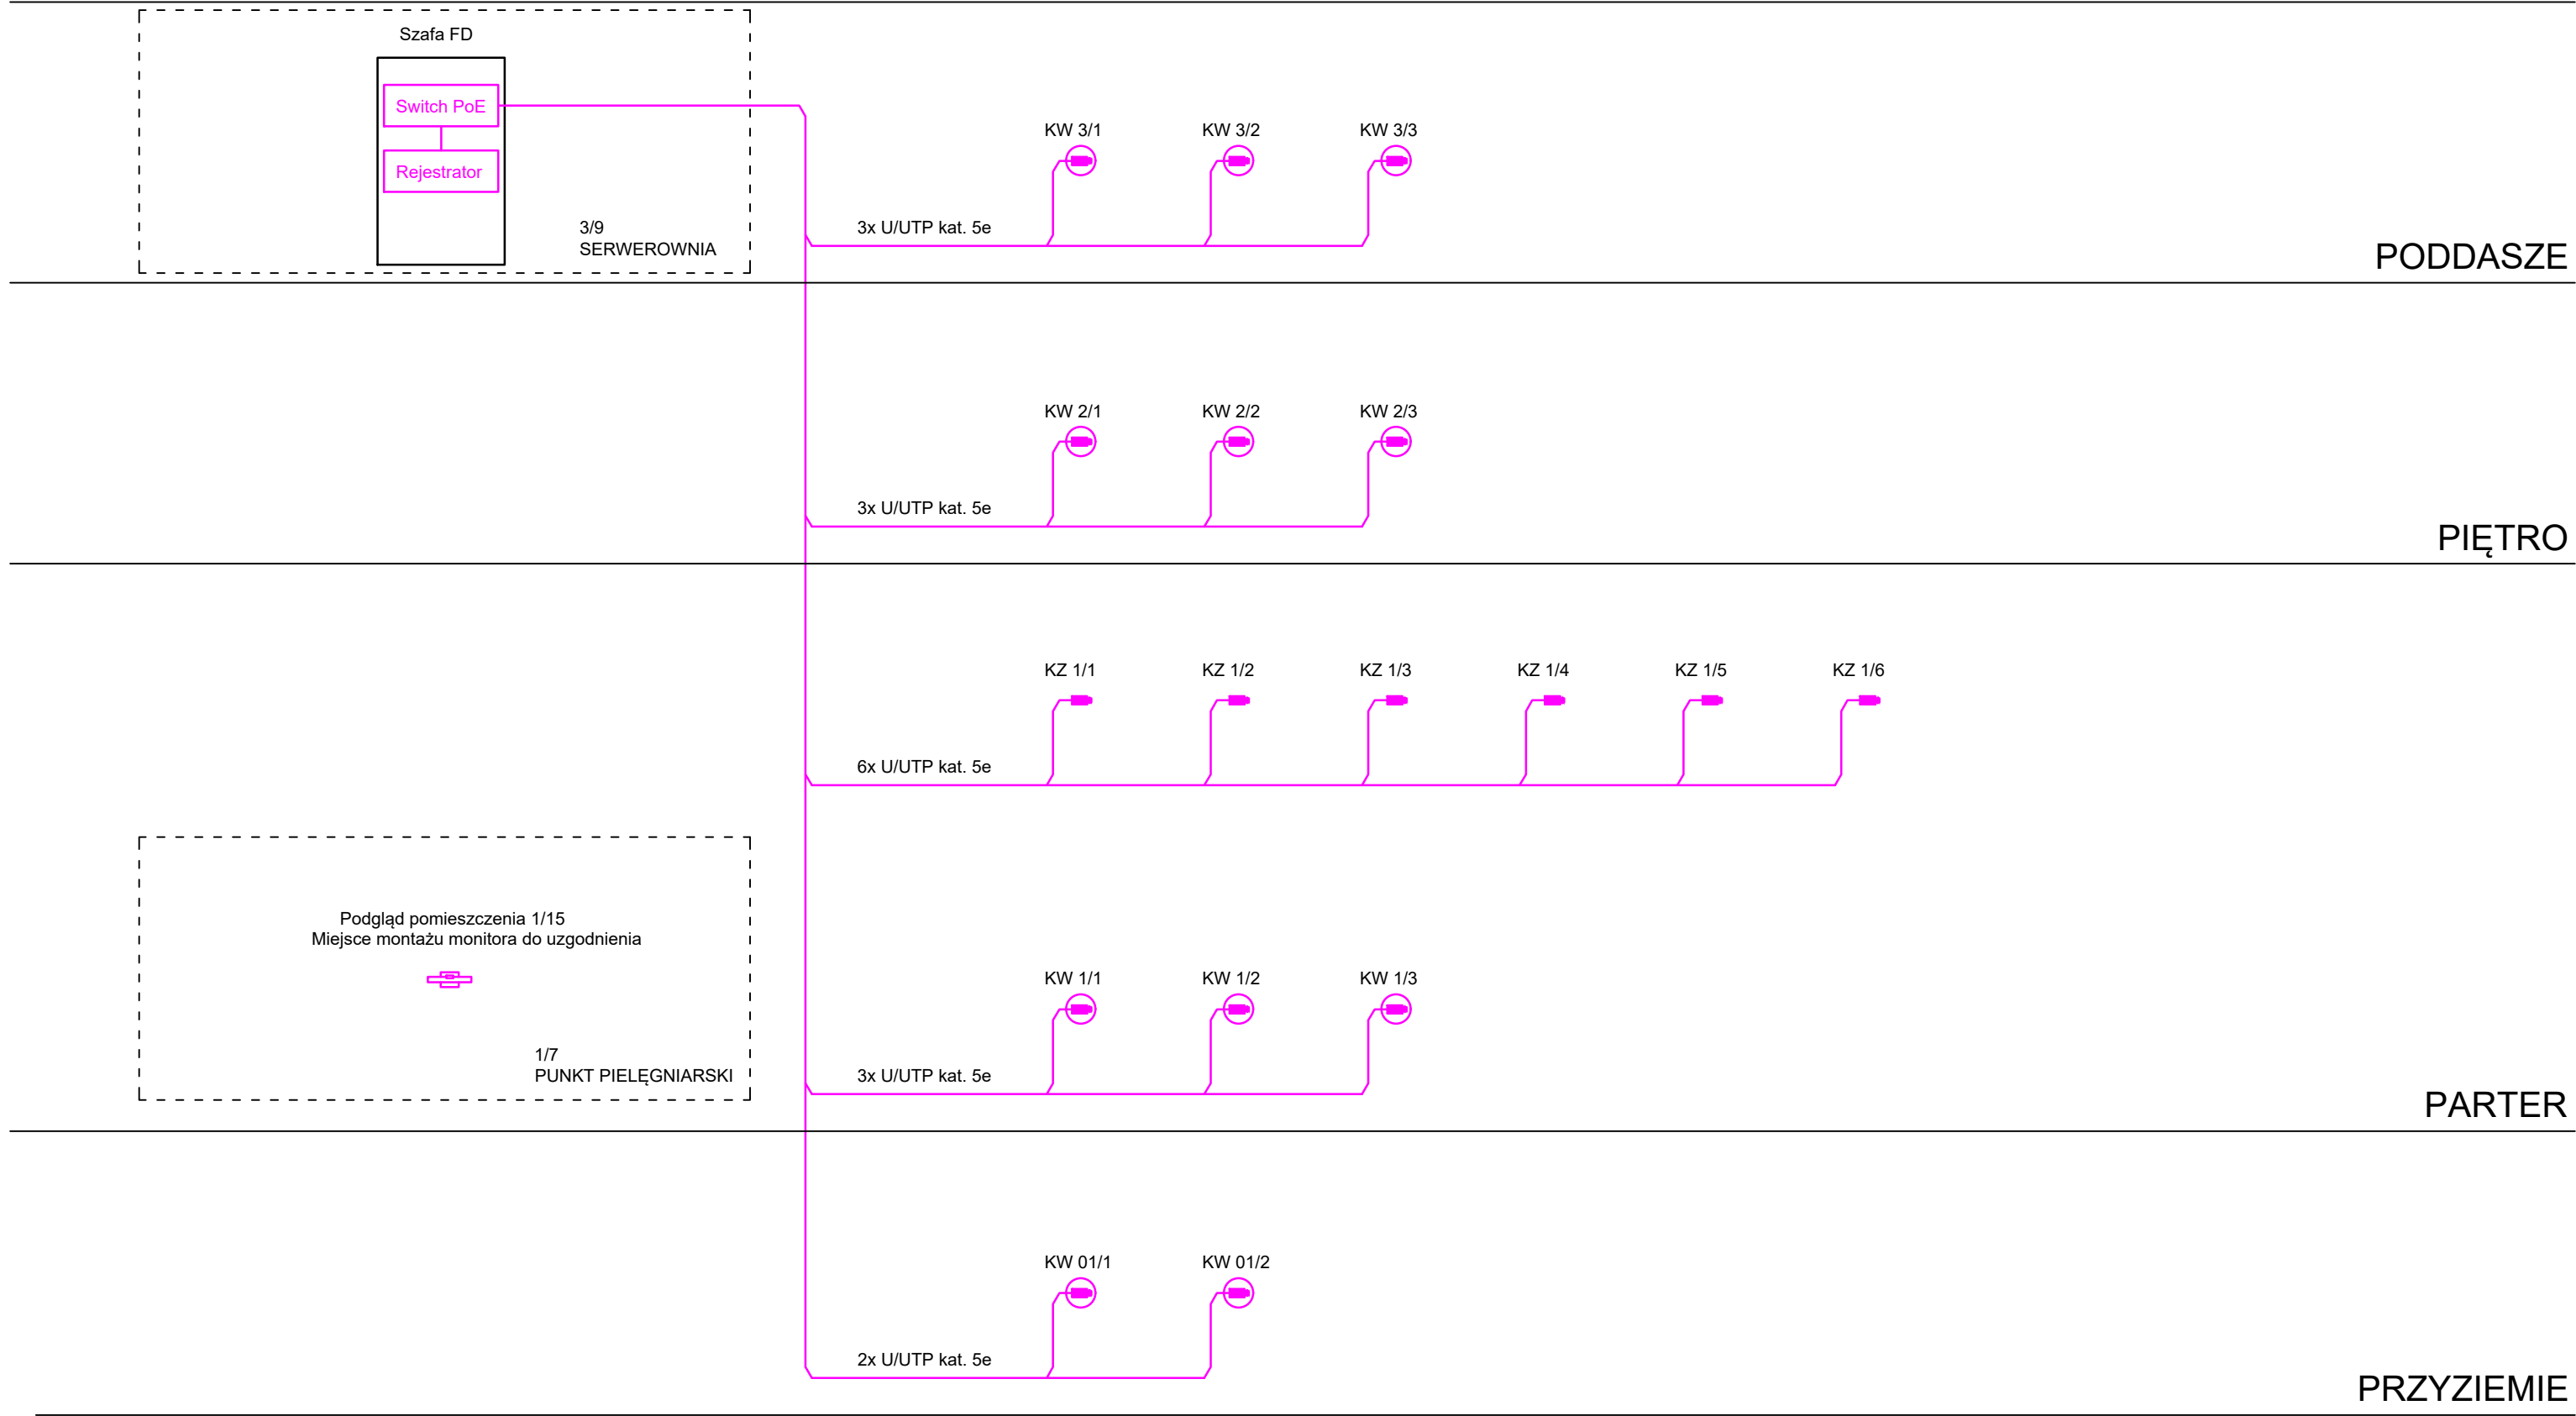 Szafa FD
Switch PoE
Rejestrator
3/9
SERWEROWNIA
KW 3/1
KW 3/2
KW 3/3
3x U/UTP kat. 5e
PODDASZE
KW 2/1
KW 2/2
KW 2/3
3x U/UTP kat. 5e
PIĘTRO
KZ 1/1
KZ 1/2
KZ 1/3
KZ 1/4
KZ 1/5
KZ 1/6
6x U/UTP kat. 5e
Podgląd pomieszczenia 1/15
Miejsce montażu monitora do uzgodnienia
1/7
PUNKT PIELĘGNIARSKI
KW 1/1
KW 1/2
KW 1/3
3x U/UTP kat. 5e
PARTER
KW 01/1
KW 01/2
2x U/UTP kat. 5e
PRZYZIEMIE